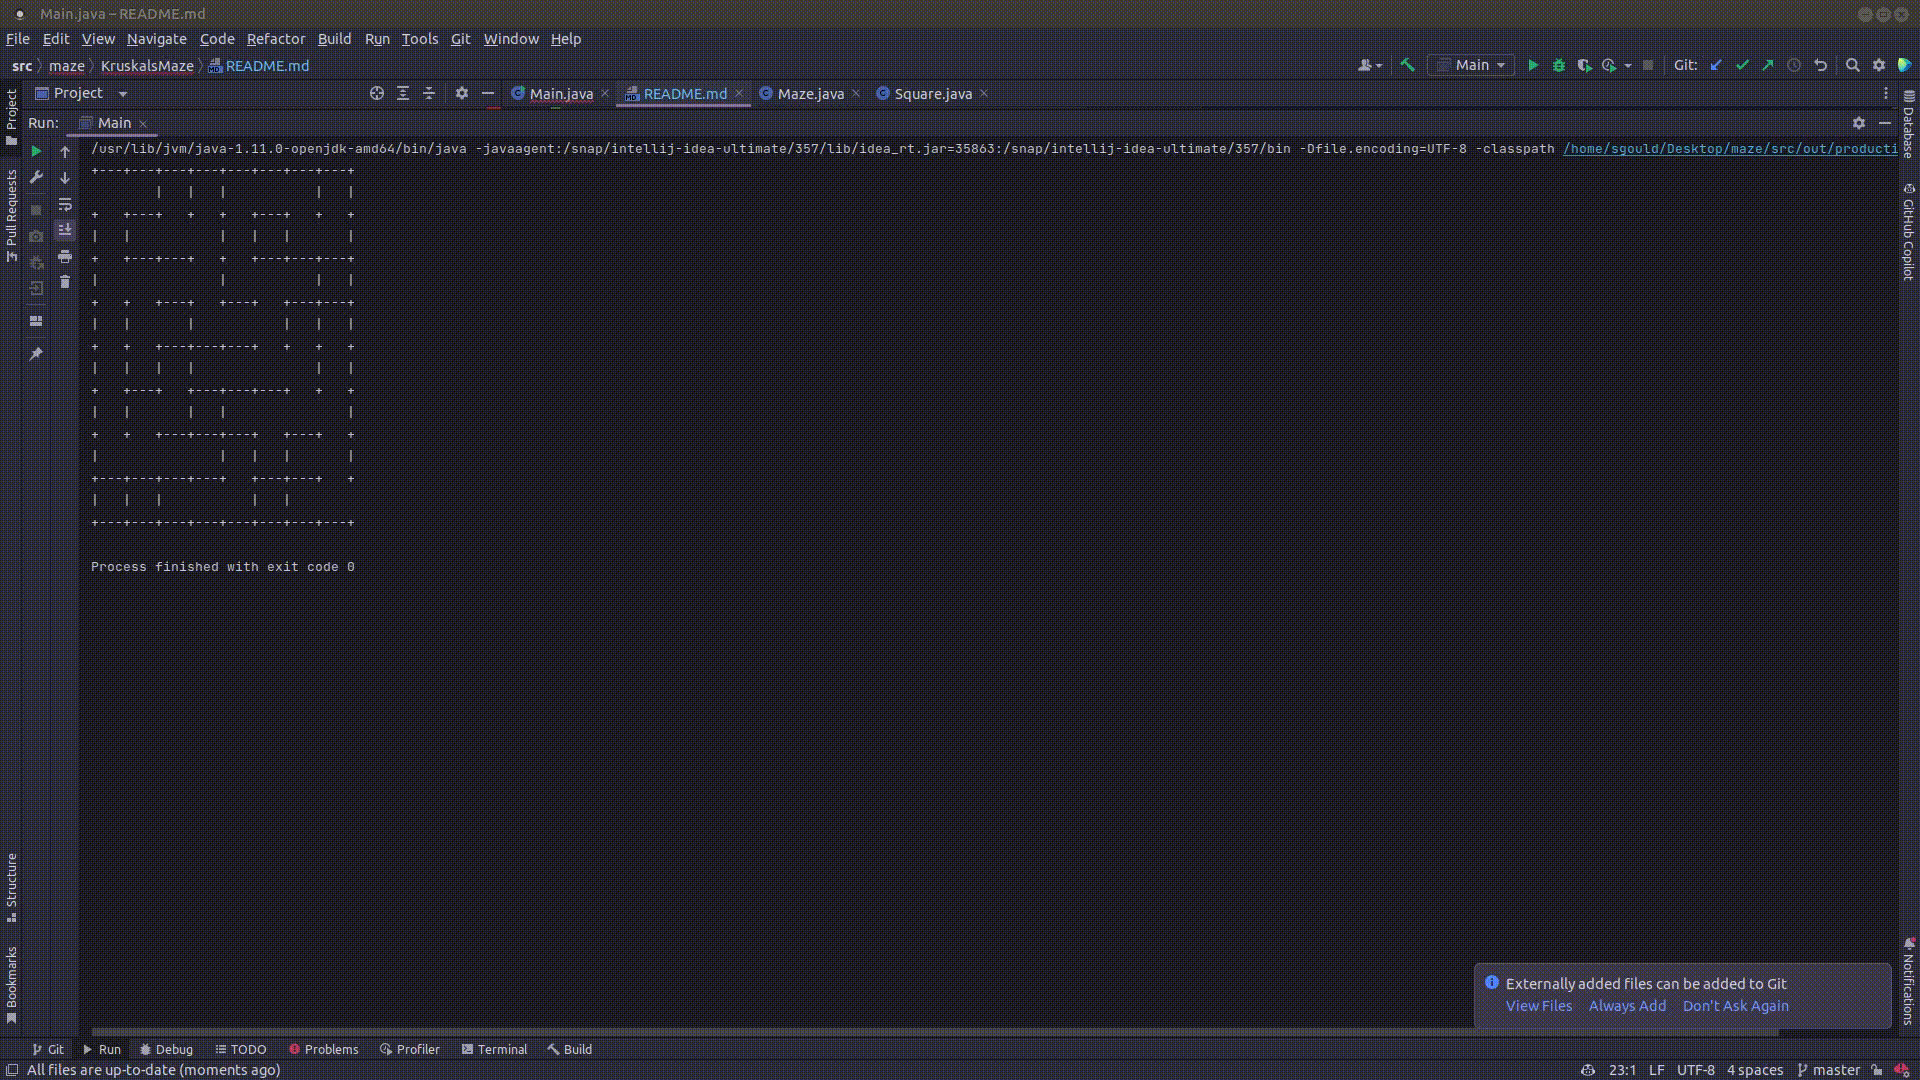 Main.java – README.md
File Edit View Navigate Code Refactor Build Run Tools Git Window Help
src maze KruskalsMaze README.md Main Git:
Project Main.java README.md Maze.java Square.java
Run: Main
/usr/lib/jvm/java-1.11.0-openjdk-amd64/bin/java -javaagent:/snap/intellij-idea-ultimate/357/lib/idea_rt.jar=35863:/snap/intellij-idea-ultimate/357/bin -Dfile.encoding=UTF-8 -classpath /home/sgould/Desktop/maze/src/out/producti
+---+---+---+---+---+---+---+---+
        |   |   |           |   |
+   +---+   +   +   +---+   +   +
|   |           |   |   |       |
+   +---+---+   +   +---+---+---+
|               |           |   |
+   +   +---+   +---+   +---+---+
|   |       |           |   |   |
+   +   +---+---+---+   +   +   +
|   |   |   |               |   |
+   +---+   +---+---+---+   +   +
|   |       |   |               |
+   +   +---+---+---+   +---+   +
|               |   |   |       |
+---+---+---+---+   +---+---+   +
|   |   |           |   |
+---+---+---+---+---+---+---+---+
Process finished with exit code 0
Project
Pull Requests
Structure
Bookmarks
Database
GitHub Copilot
Notifications
Externally added files can be added to Git
View Files Always Add Don't Ask Again
Git Run Debug TODO Problems Profiler Terminal Build
All files are up-to-date (moments ago) 23:1 LF UTF-8 4 spaces master